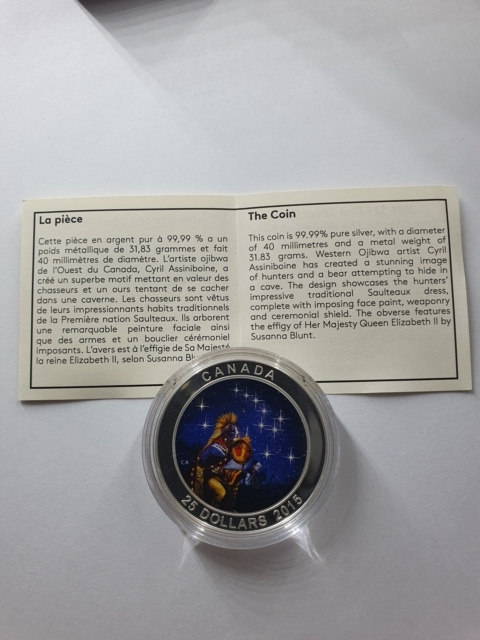 La pièce
Cette pièce en argent pur à 99,99 % a un
poids métallique de 31,83 grammes et fait
40 millimètres de diamètre. L'artiste ojibwa
de l'Ouest du Canada, Cyril Assiniboine, a
créé un superbe motif mettant en valeur des
chasseurs et un ours tentant de se cacher
dans une caverne. Les chasseurs sont vêtus
de leurs impressionnants habits traditionnels
de la Première nation Saulteaux. Ils arborent
une remarquable peinture faciale ainsi
que des armes et un bouclier cérémoniel
imposants. L'avers est à l'effigie de Sa Majesté
la reine Elizabeth II, selon Susanna
The Coin
This coin is 99.99% pure silver, with a diameter
of 40 millimetres and a metal weight of
31.83 grams. Western Ojibwa artist Cyril
Assiniboine has created a stunning image
of hunters and a bear attempting to hide in
a cave. The design showcases the hunters'
impressive traditional Saulteaux dress,
complete with imposing face paint, weaponry
and ceremonial shield. The obverse features
the effigy of Her Majesty Queen Elizabeth II by
Susanna Blunt.
CANADA
CA
25 DOLLARS 2015